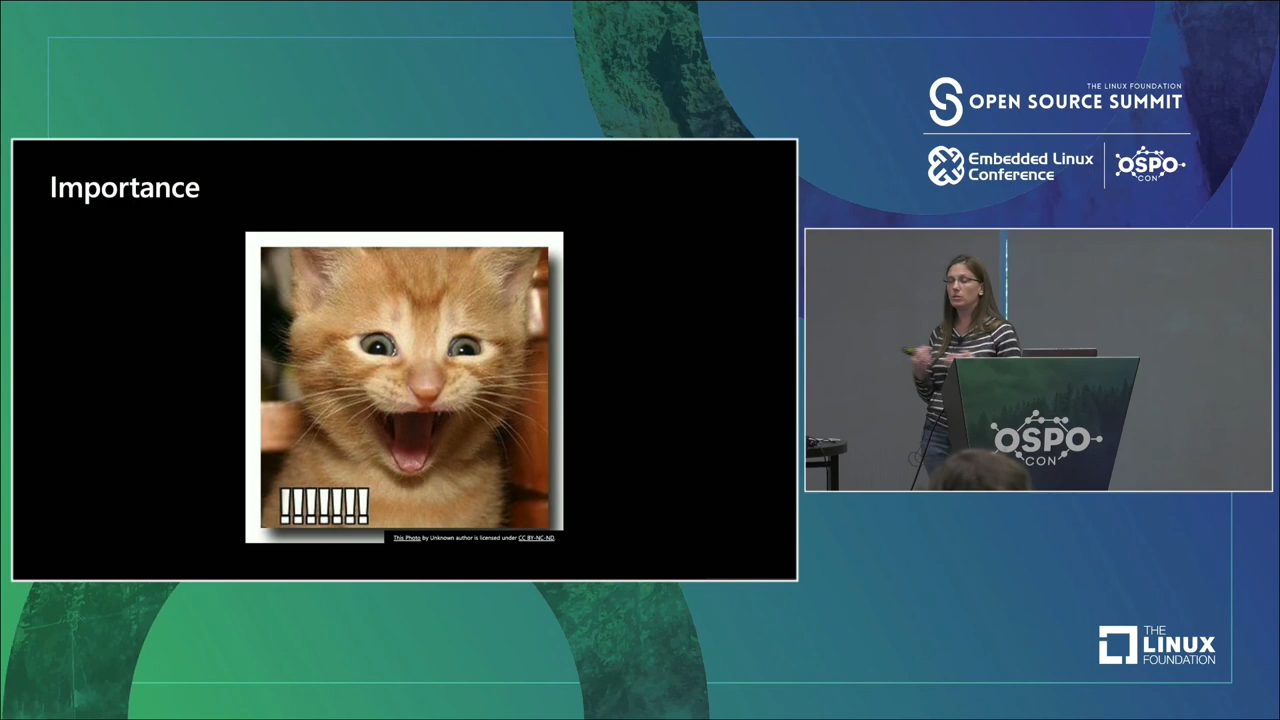 THE LINUX FOUNDATION
OPEN SOURCE SUMMIT
Embedded Linux
Conference
OSPO
CON
Importance
!!!!!!!
This Photo by Unknown author is licensed under CC BY-NC-ND.
OSPO
CON
THE
LINUX
FOUNDATION